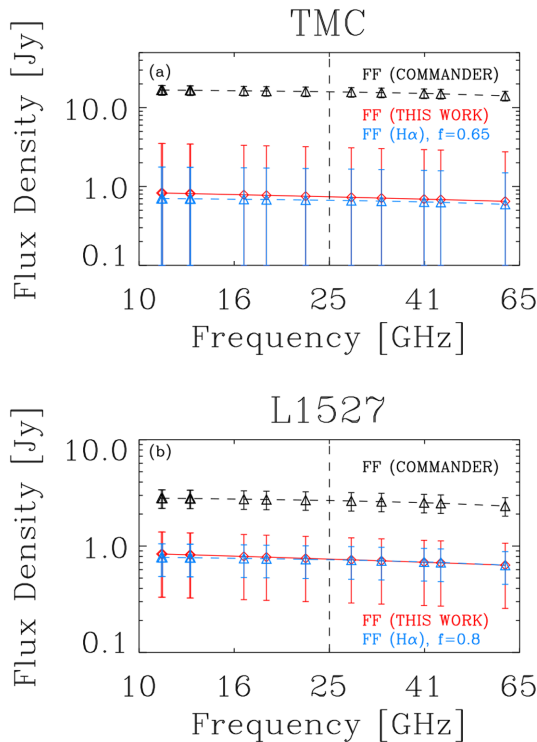 TMC
Flux Density [Jy]
(a)
FF (COMMANDER)
FF (THIS WORK)
FF (Hα), f=0.65
10.0
1.0
0.1
10 16 25 41 65
Frequency [GHz]
L1527
Flux Density [Jy]
(b)
FF (COMMANDER)
FF (THIS WORK)
FF (Hα), f=0.8
10.0
1.0
0.1
10 16 25 41 65
Frequency [GHz]